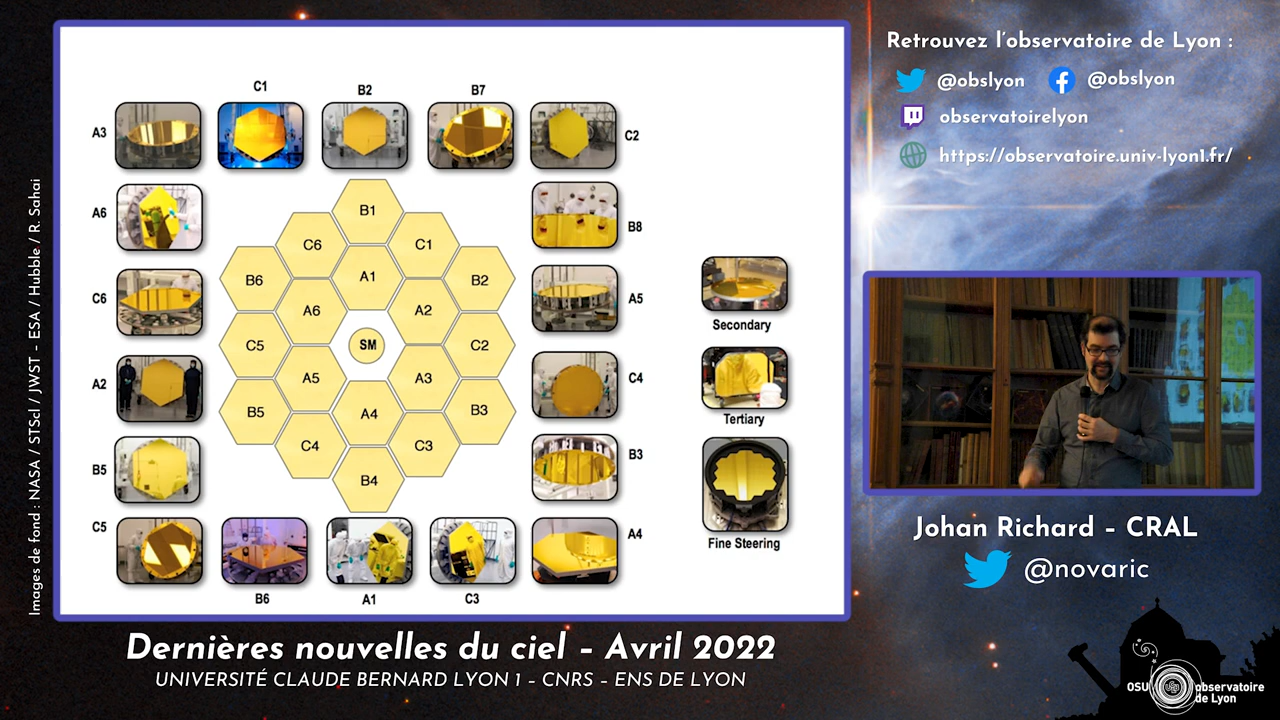 Retrouvez l'observatoire de Lyon :
@obslyon @obslyon
observatoirelyon
https://observatoire.univ-lyon1.fr/
C1
B2
B7
A3
C2
A6
B8
C6
A5
A2
C4
B5
B3
C5
A4
B6
A1
C3
B1
C6
C1
B6
A1
B2
A6
A2
C5
SM
C2
A5
A3
B5
A4
B3
C4
C3
B4
Secondary
Tertiary
Fine Steering
Images de fond : NASA / STScI / JWST - ESA / Hubble / R. Sahai
Johan Richard – CRAL
@novaric
Dernières nouvelles du ciel – Avril 2022
UNIVERSITÉ CLAUDE BERNARD LYON 1 – CNRS – ENS DE LYON
OSU observatoire
de Lyon